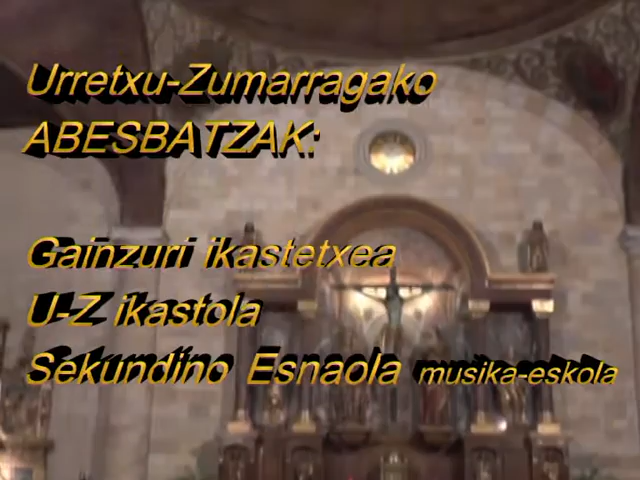 Urretxu-Zumarragako
ABESBATZAK:
Gainzuri ikastetxea
U-Z ikastola
Sekundino Esnaola musika-eskola